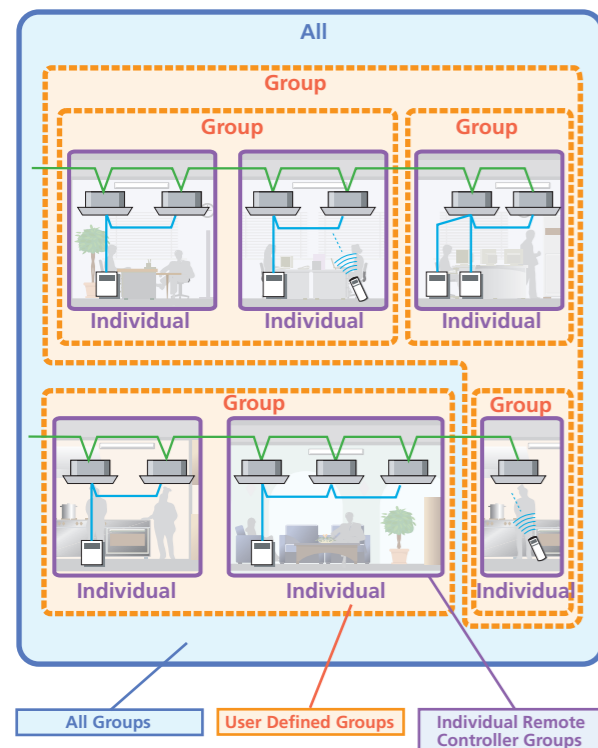 All
Group
Group
Group
Individual
Individual
Individual
Group
Group
Individual
Individual
Individual
All Groups
User Defined Groups
Individual Remote
Controller Groups